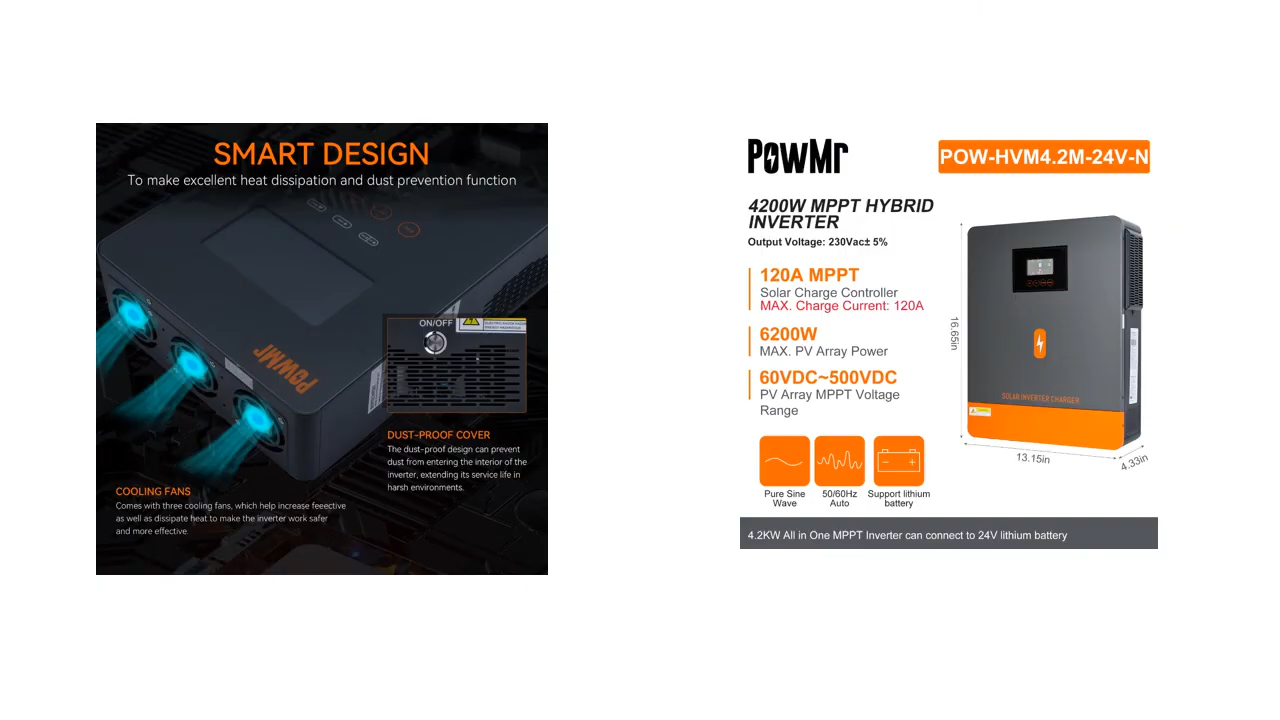 SMART DESIGN
To make excellent heat dissipation and dust prevention function
ON/OFF
PowMr
DUST-PROOF COVER
The dust-proof design can prevent
dust from entering the interior of the
inverter, extending its service life in
harsh environments.
COOLING FANS
Comes with three cooling fans, which help increase feeective
as well as dissipate heat to make the inverter work safer
and more effective.
PowMr
POW-HVM4.2M-24V-N
4200W MPPT HYBRID
INVERTER
Output Voltage: 230Vac± 5%
120A MPPT
Solar Charge Controller
MAX. Charge Current: 120A
6200W
MAX. PV Array Power
60VDC~500VDC
PV Array MPPT Voltage
Range
16.65in
SOLAR INVERTER CHARGER
13.15in
4.33in
Pure Sine
Wave
50/60Hz
Auto
Support lithium
battery
4.2KW All in One MPPT Inverter can connect to 24V lithium battery